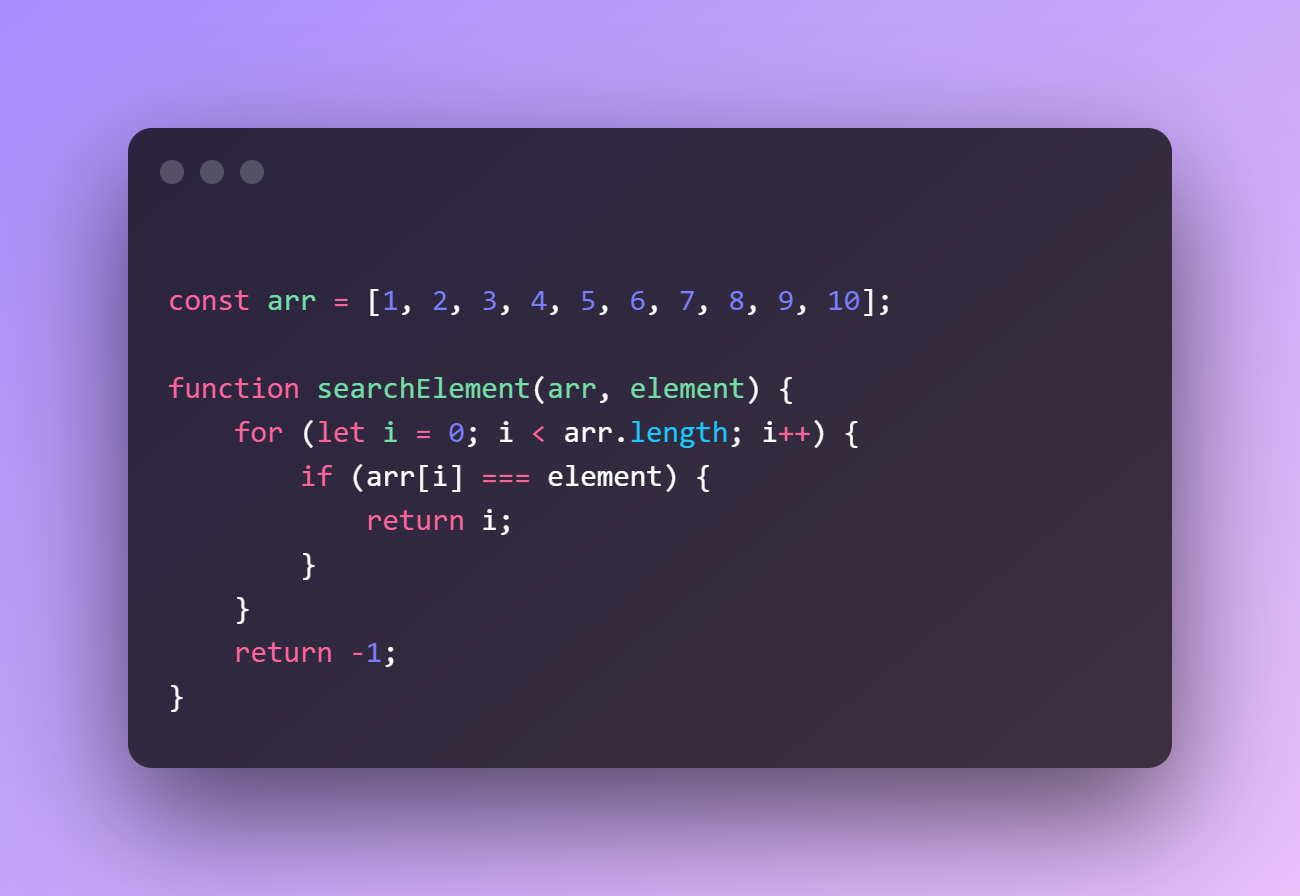 const arr = [1, 2, 3, 4, 5, 6, 7, 8, 9, 10];

function searchElement(arr, element) {
    for (let i = 0; i < arr.length; i++) {
        if (arr[i] === element) {
            return i;
        }
    }
    return -1;
}